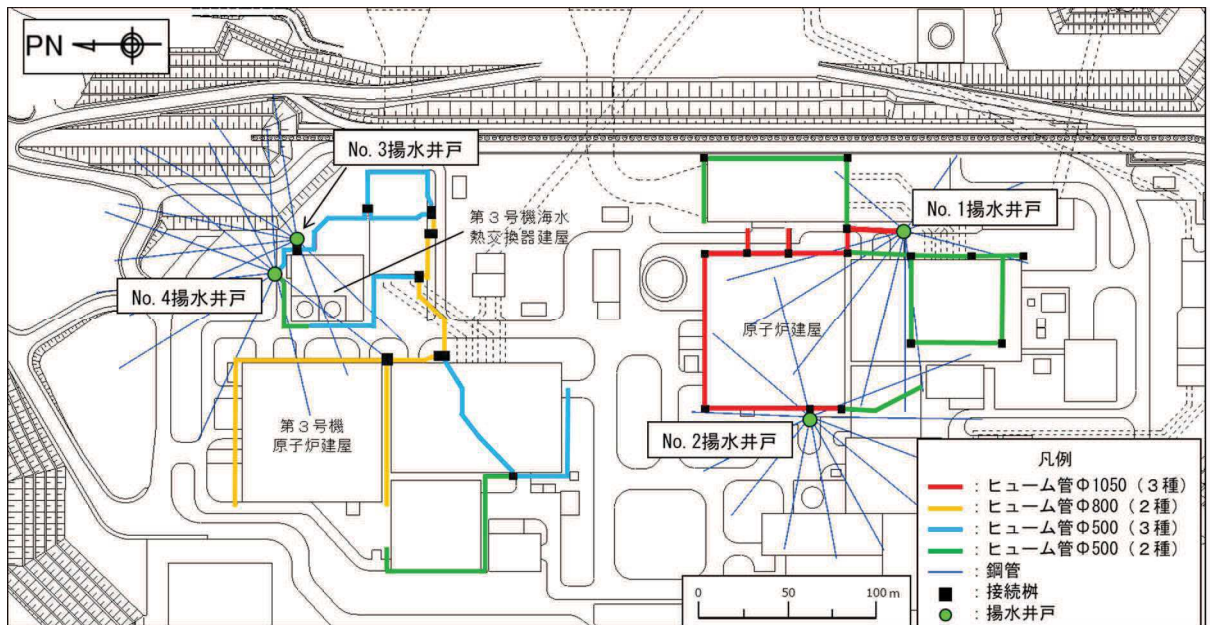 PN
No.3揚水井戸
第３号機海水
熱交換器建屋
No.1揚水井戸
No.4揚水井戸
原子炉建屋
第３号機
原子炉建屋
No.2揚水井戸
凡例
：ヒューム管Φ1050（３種）
：ヒューム管Φ800（２種）
：ヒューム管Φ500（３種）
：ヒューム管Φ500（２種）
：鋼管
：接続桝
：揚水井戸
0 50 100 m